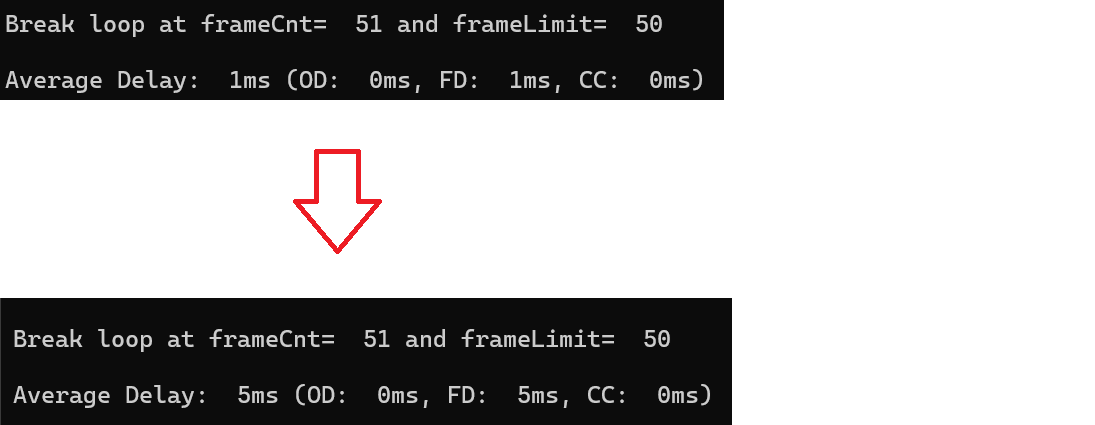 Break loop at frameCnt=  51 and frameLimit=  50
Average Delay:  1ms (OD:  0ms, FD:  1ms, CC:  0ms)
Break loop at frameCnt=  51 and frameLimit=  50
Average Delay:  5ms (OD:  0ms, FD:  5ms, CC:  0ms)